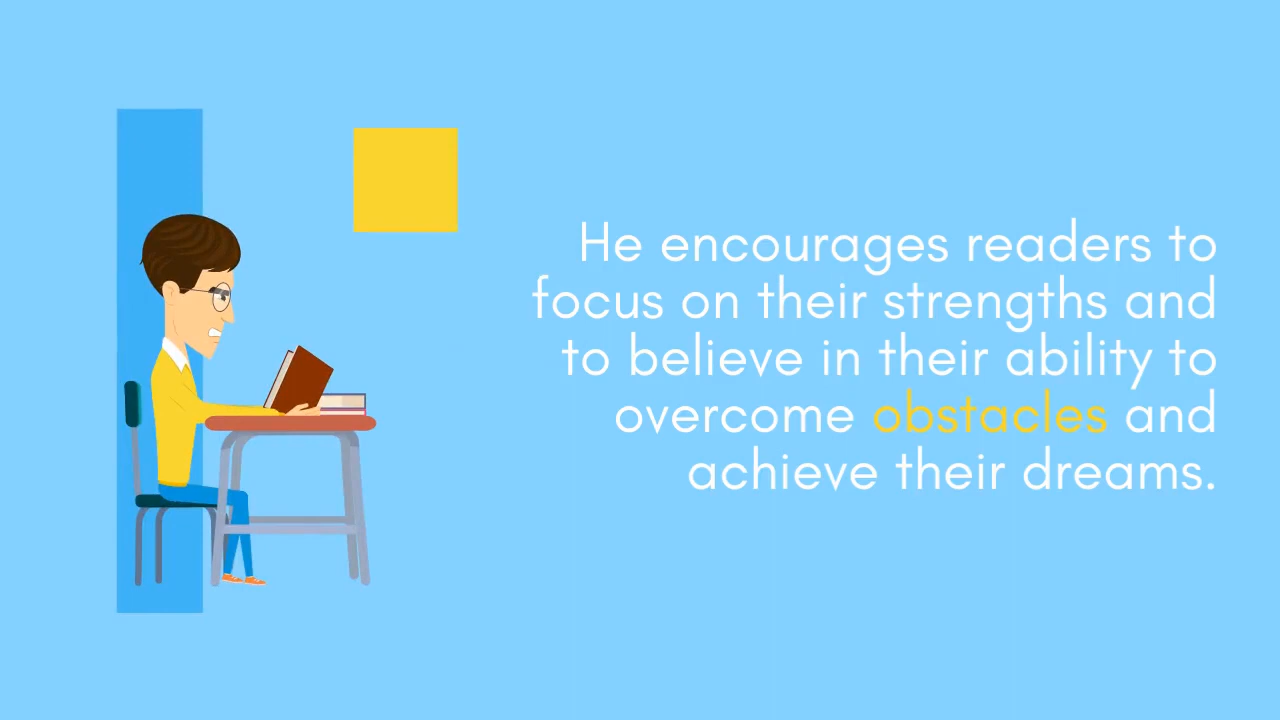 He encourages readers to
focus on their strengths and
to believe in their ability to
overcome obstacles and
achieve their dreams.